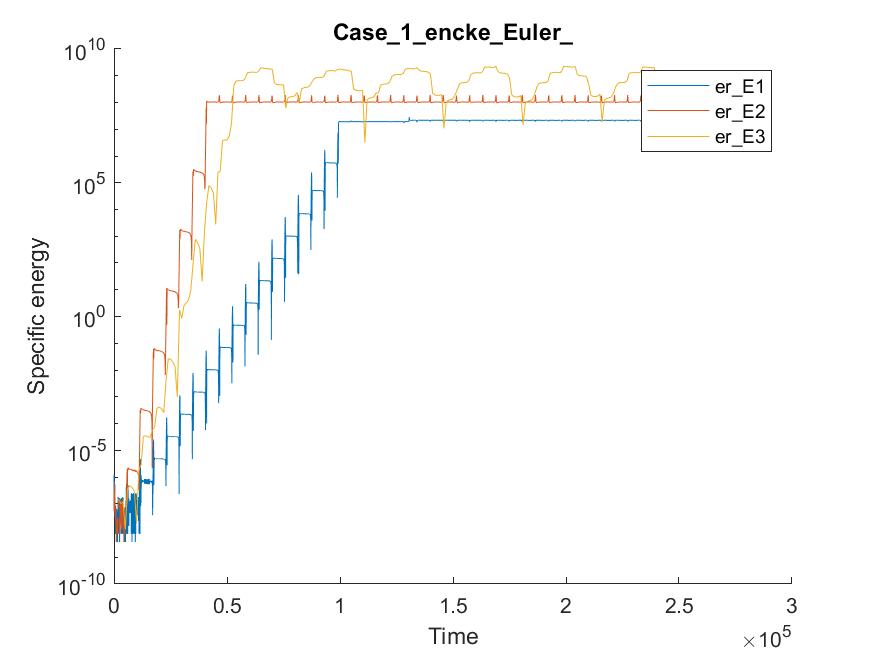 Case_1_encke_Euler_
10^10
10^5
10^0
10^-5
10^-10
Specific energy
er_E1
er_E2
er_E3
0 0.5 1 1.5 2 2.5 3
Time
×10^5